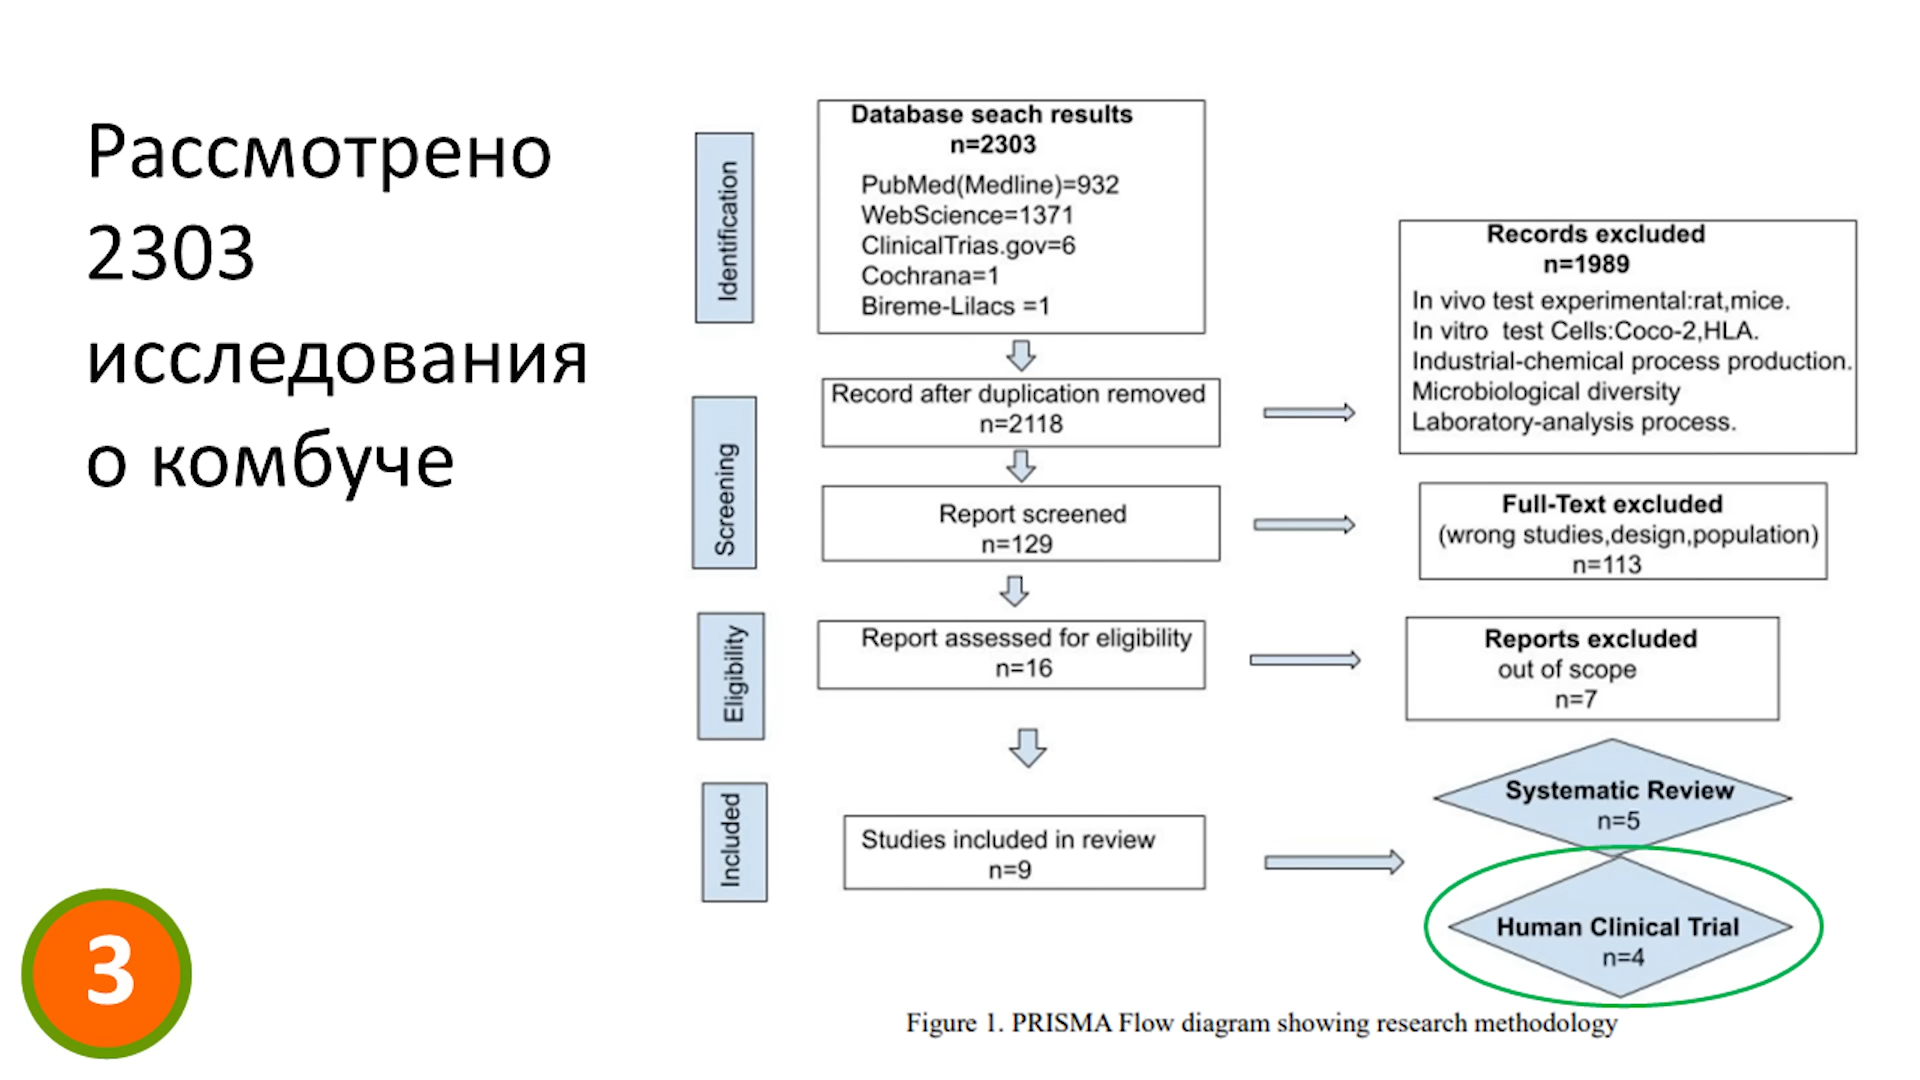 Рассмотрено
2303
исследования
о комбуче
3
Identification
Database seach results
n=2303
PubMed(Medline)=932
WebScience=1371
ClinicalTrias.gov=6
Cochrana=1
Bireme-Lilacs =1
Records excluded
n=1989
In vivo test experimental:rat,mice.
In vitro  test Cells:Coco-2,HLA.
Industrial-chemical process production.
Microbiological diversity
Laboratory-analysis process.
Screening
Record after duplication removed
n=2118
Report screened
n=129
Full-Text excluded
(wrong studies,design,population)
n=113
Eligibility
Report assessed for eligibility
n=16
Reports excluded
out of scope
n=7
Included
Studies included in review
n=9
Systematic Review
n=5
Human Clinical Trial
n=4
Figure 1. PRISMA Flow diagram showing research methodology